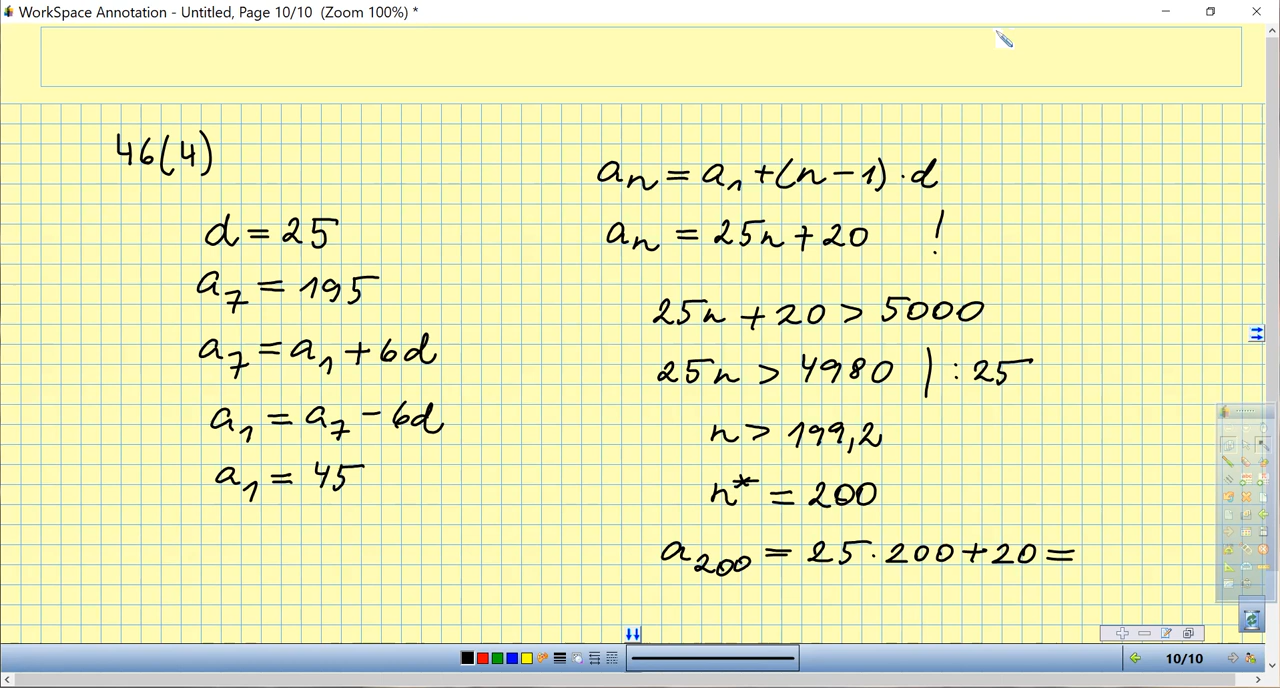 WorkSpace Annotation - Untitled, Page 10/10 (Zoom 100%) *
46(4)
d = 25
a₇ = 195
a₇ = a₁ + 6d
a₁ = a₇ - 6d
a₁ = 45
aₙ = a₁ + (n - 1) · d
aₙ = 25n + 20 !
25n + 20 > 5000
25n > 4980 | : 25
n > 199,2
n* = 200
a₂₀₀ = 25 · 200 + 20 =
10/10